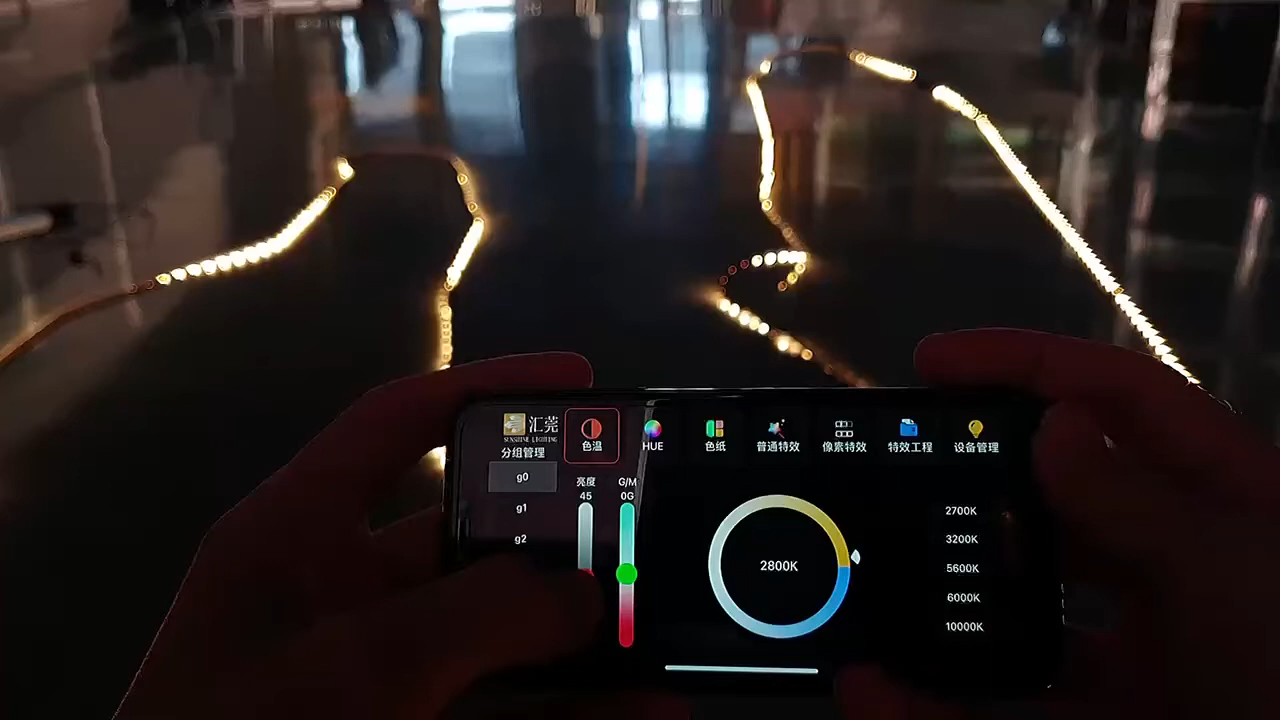 汇莞
SUNSHINE LIGHTING
分组管理
g0
g1
g2
色温
HUE
色纸
普通特效
像素特效
特效工程
设备管理
亮度
45
G/M
0G
2800K
2700K
3200K
5600K
6000K
10000K